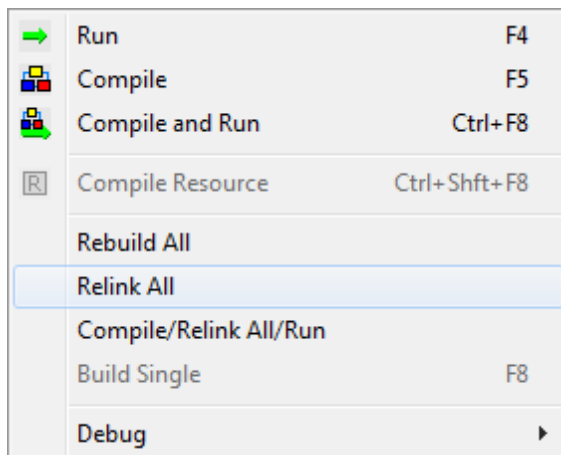 Run F4
Compile F5
Compile and Run Ctrl+F8
R Compile Resource Ctrl+Shft+F8
Rebuild All
Relink All
Compile/Relink All/Run
Build Single F8
Debug